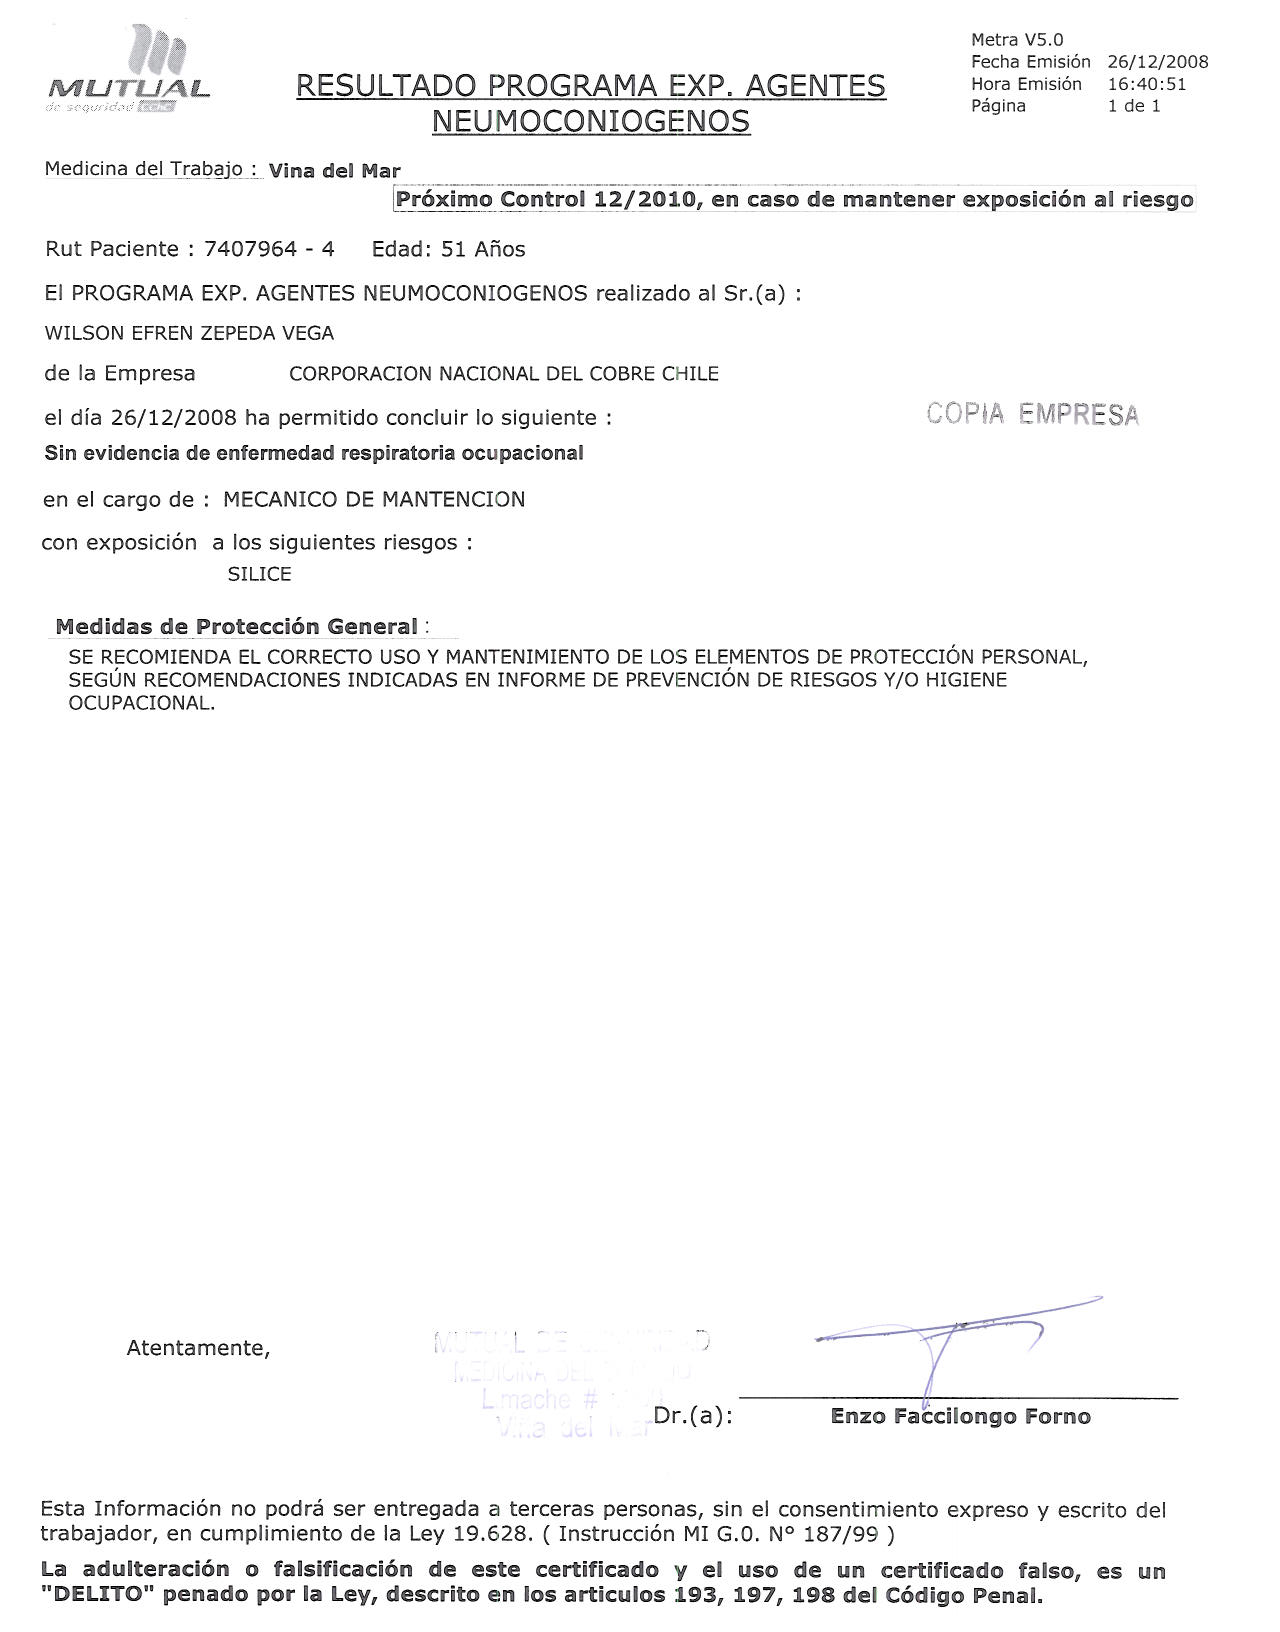 MUTUAL
de seguridad CChC
Metra V5.0
Fecha Emisión 26/12/2008
Hora Emisión 16:40:51
Página 1 de 1
RESULTADO PROGRAMA EXP. AGENTES
NEUMOCONIOGENOS
Medicina del Trabajo : Vina del Mar
Próximo Control 12/2010, en caso de mantener exposición al riesgo
Rut Paciente : 7407964 - 4 Edad: 51 Años
El PROGRAMA EXP. AGENTES NEUMOCONIOGENOS realizado al Sr.(a) :
WILSON EFREN ZEPEDA VEGA
de la Empresa CORPORACION NACIONAL DEL COBRE CHILE
el día 26/12/2008 ha permitido concluir lo siguiente :
COPIA EMPRESA
Sin evidencia de enfermedad respiratoria ocupacional
en el cargo de : MECANICO DE MANTENCION
con exposición a los siguientes riesgos :
SILICE
Medidas de Protección General :
SE RECOMIENDA EL CORRECTO USO Y MANTENIMIENTO DE LOS ELEMENTOS DE PROTECCIÓN PERSONAL,
SEGÚN RECOMENDACIONES INDICADAS EN INFORME DE PREVENCIÓN DE RIESGOS Y/O HIGIENE
OCUPACIONAL.
Atentamente,
MUTUAL DE
MEDICINA DEL
Viña del Mar
Dr.(a): Enzo Faccilongo Forno
Esta Información no podrá ser entregada a terceras personas, sin el consentimiento expreso y escrito del
trabajador, en cumplimiento de la Ley 19.628. ( Instrucción MI G.O. Nº 187/99 )
La adulteración o falsificación de este certificado y el uso de un certificado falso, es un
"DELITO" penado por la Ley, descrito en los articulos 193, 197, 198 del Código Penal.